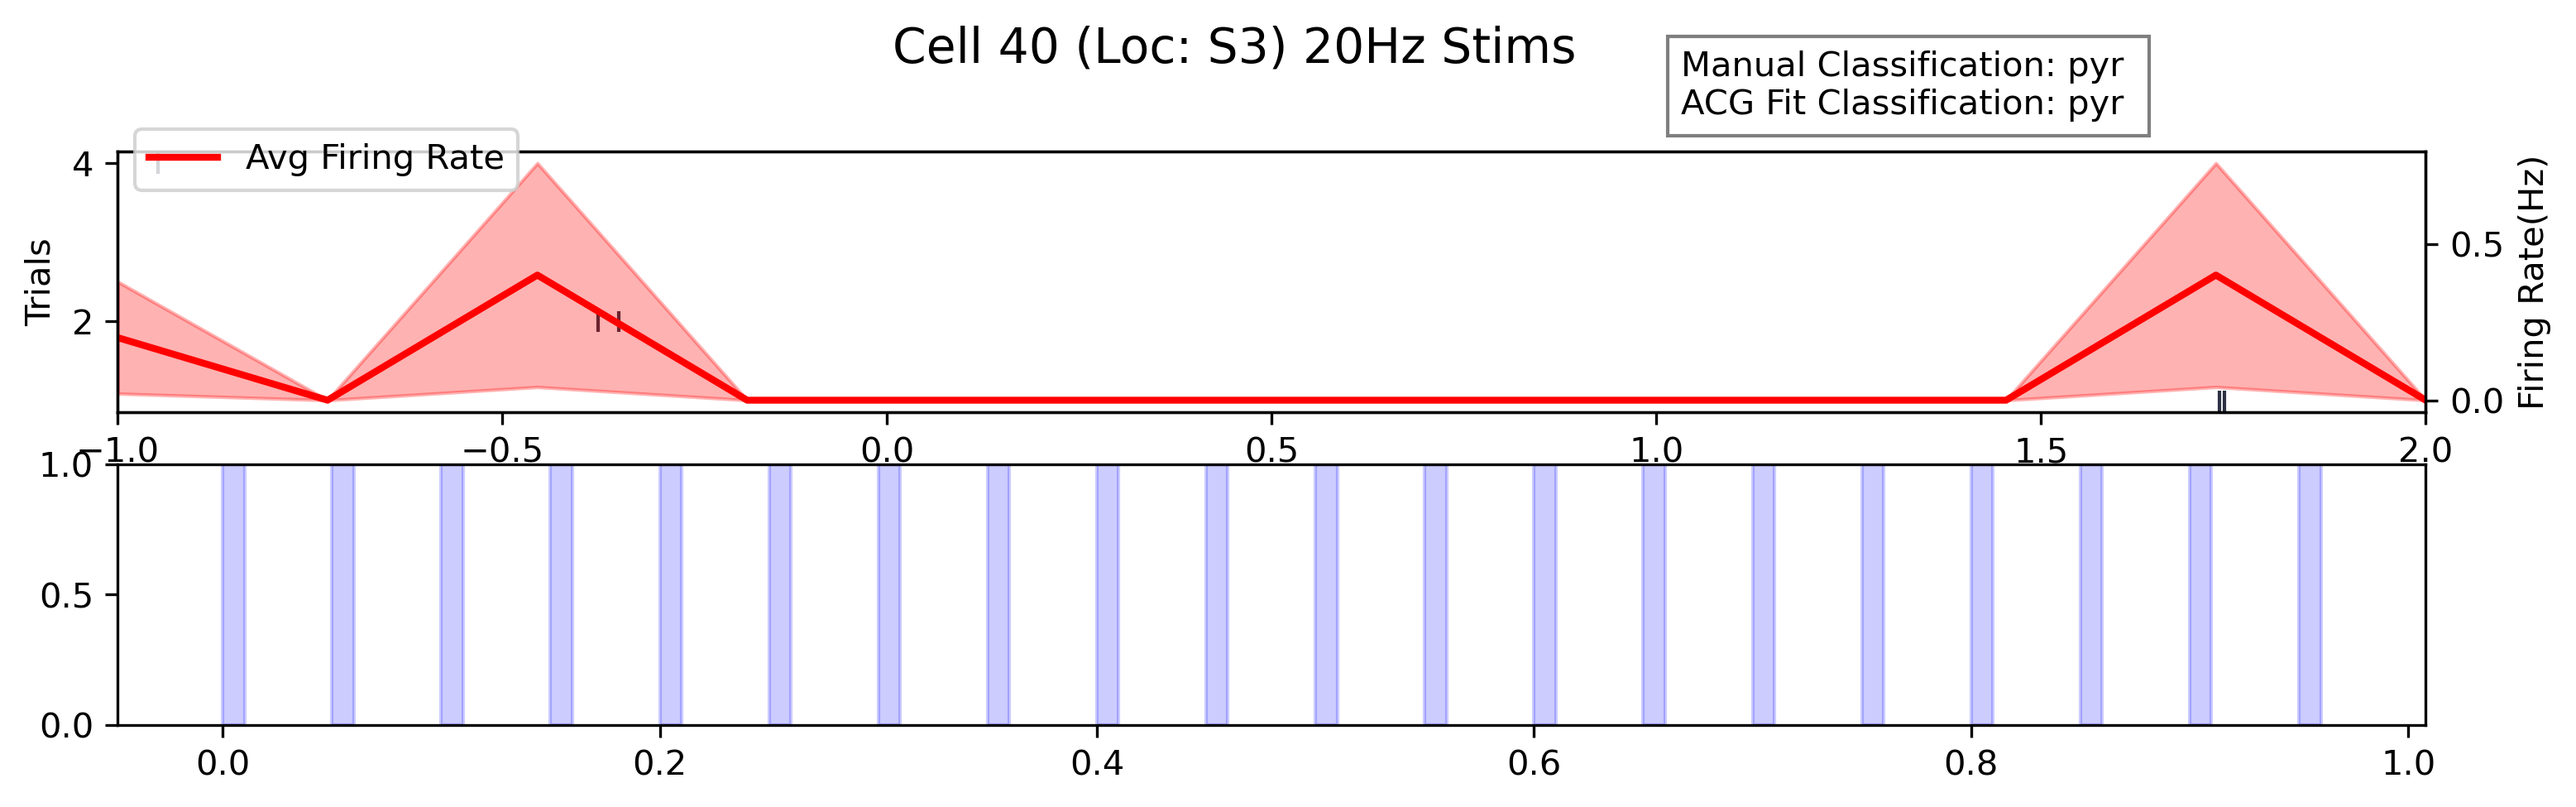 Cell 40 (Loc: S3) 20Hz Stims
Manual Classification: pyr
ACG Fit Classification: pyr
Avg Firing Rate
Trials
4
2
Firing Rate(Hz)
0.5
0.0
−1.0 −0.5 0.0 0.5 1.0 1.5 2.0
1.0
0.5
0.0
0.0 0.2 0.4 0.6 0.8 1.0